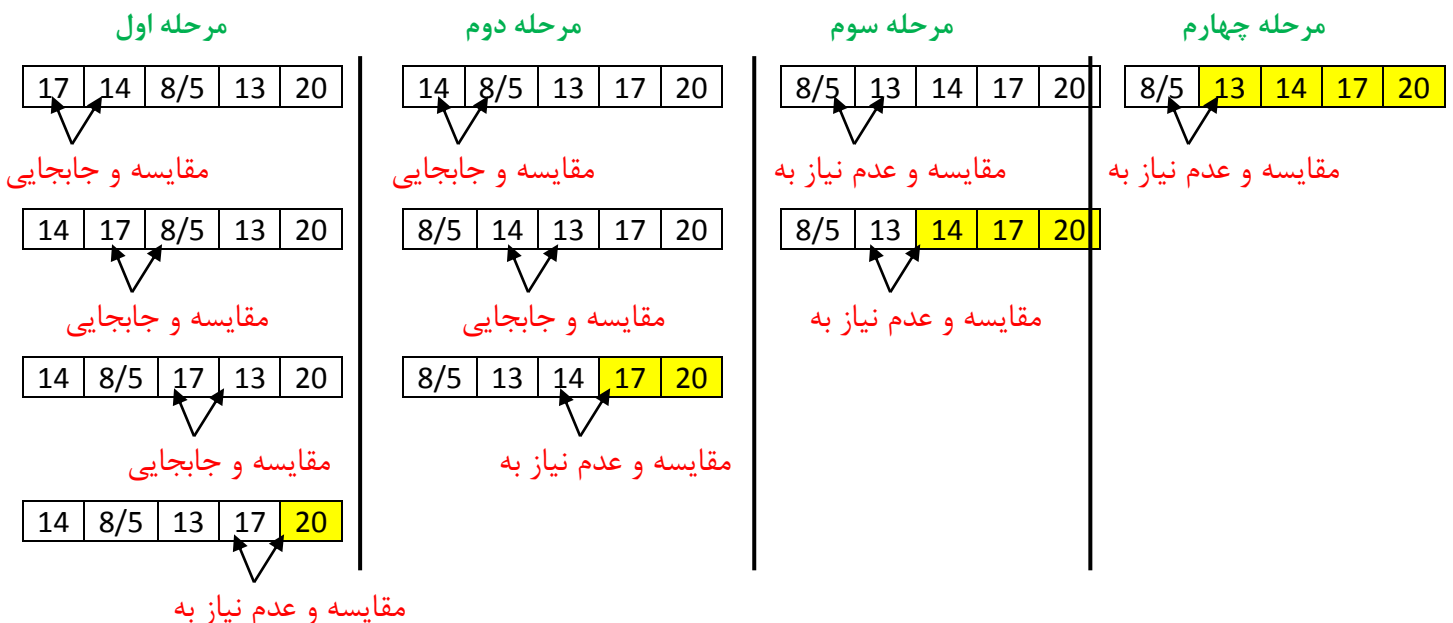 مرحله اول
17 14 8/5 13 20
مقایسه و جابجایی
14 17 8/5 13 20
مقایسه و جابجایی
14 8/5 17 13 20
مقایسه و جابجایی
14 8/5 13 17 20
مقایسه و عدم نیاز به
مرحله دوم
14 8/5 13 17 20
مقایسه و جابجایی
8/5 14 13 17 20
مقایسه و جابجایی
8/5 13 14 17 20
مقایسه و عدم نیاز به
مرحله سوم
8/5 13 14 17 20
مقایسه و عدم نیاز به
8/5 13 14 17 20
مقایسه و عدم نیاز به
مرحله چهارم
8/5 13 14 17 20
مقایسه و عدم نیاز به